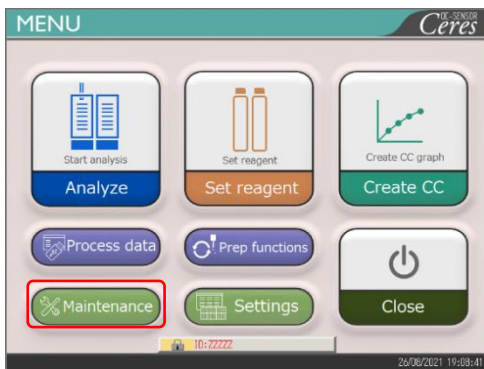 MENU
OC-SENSOR
Ceres
Start analysis
Analyze
Set reagent
Set reagent
Create CC graph
Create CC
Process data
Prep functions
Close
Maintenance
Settings
ID:ZZZZZ
26/08/2021 19:08:41